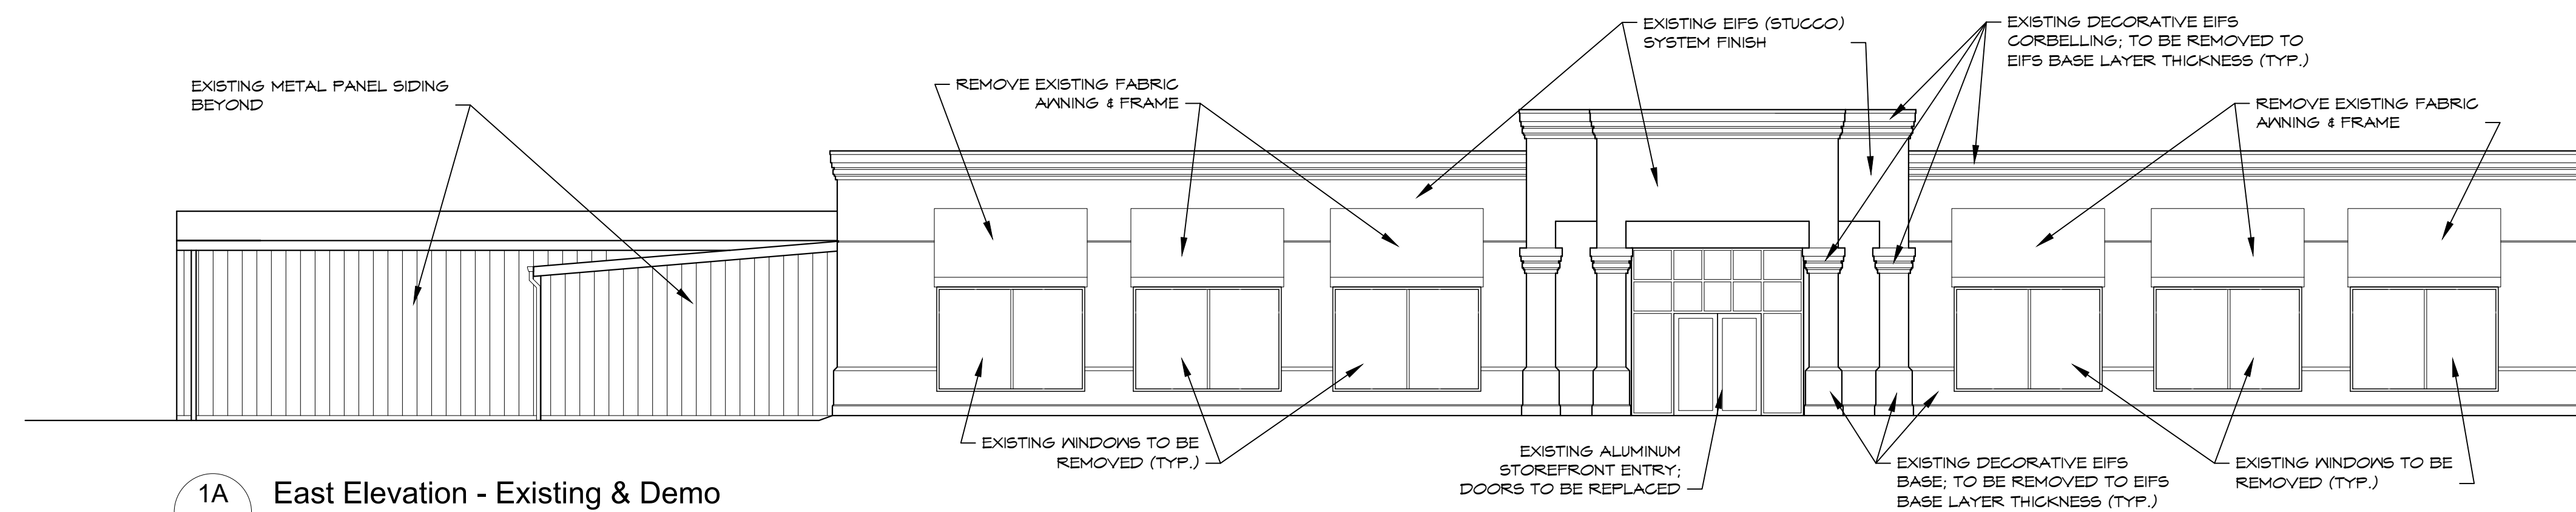 EXISTING METAL PANEL SIDING
BEYOND
REMOVE EXISTING FABRIC
AWNING & FRAME
EXISTING EIFS (STUCCO)
SYSTEM FINISH
EXISTING DECORATIVE EIFS
CORBELLING; TO BE REMOVED TO
EIFS BASE LAYER THICKNESS (TYP.)
REMOVE EXISTING FABRIC
AWNING & FRAME
EXISTING WINDOWS TO BE
REMOVED (TYP.)
EXISTING ALUMINUM
STOREFRONT ENTRY;
DOORS TO BE REPLACED
EXISTING DECORATIVE EIFS
BASE; TO BE REMOVED TO EIFS
BASE LAYER THICKNESS (TYP.)
EXISTING WINDOWS TO BE
REMOVED (TYP.)
1A
East Elevation - Existing & Demo